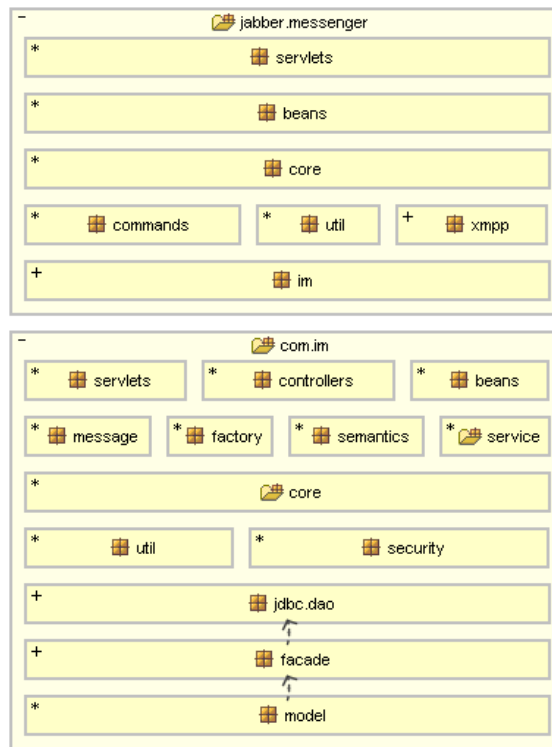 - jabber.messenger
* servlets
* beans
* core
* commands * util + xmpp
+ im
- com.im
* servlets * controllers * beans
* message * factory * semantics * service
* core
* util * security
+ jdbc.dao
+ facade
* model